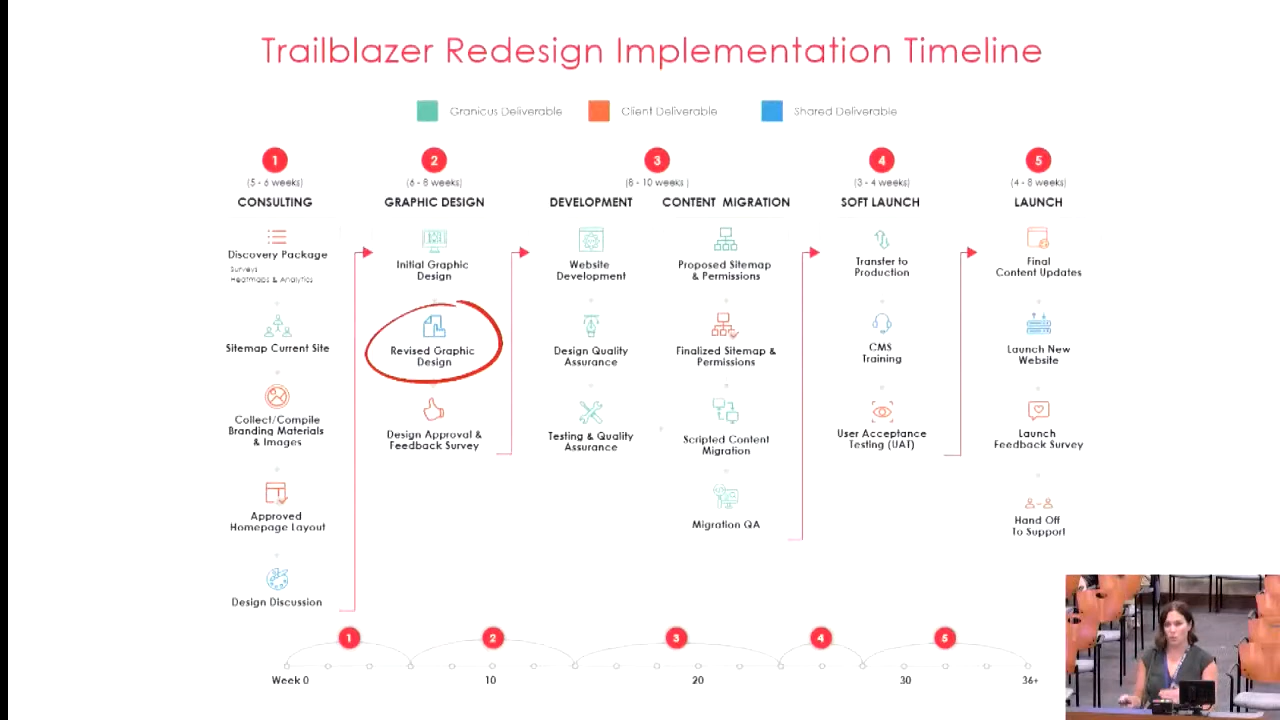 Trailblazer Redesign Implementation Timeline
Granicus Deliverable
Client Deliverable
Shared Deliverable
1
(5 - 6 weeks)
CONSULTING
Discovery Package
Surveys
Heatmaps & Analytics
Sitemap Current Site
Collect/Compile
Branding Materials
& Images
Approved
Homepage Layout
Design Discussion
2
(6 - 8 weeks)
GRAPHIC DESIGN
Initial Graphic
Design
Revised Graphic
Design
Design Approval &
Feedback Survey
3
(8 - 10 weeks )
DEVELOPMENT
Website
Development
Design Quality
Assurance
Testing & Quality
Assurance
CONTENT MIGRATION
Proposed Sitemap
& Permissions
Finalized Sitemap &
Permissions
Scripted Content
Migration
Migration QA
4
(3 - 4 weeks)
SOFT LAUNCH
Transfer to
Production
CMS
Training
User Acceptance
Testing (UAT)
5
(4 - 8 weeks)
LAUNCH
Final
Content Updates
Launch New
Website
Launch
Feedback Survey
Hand Off
To Support
1
2
3
4
5
Week 0
10
20
30
36+